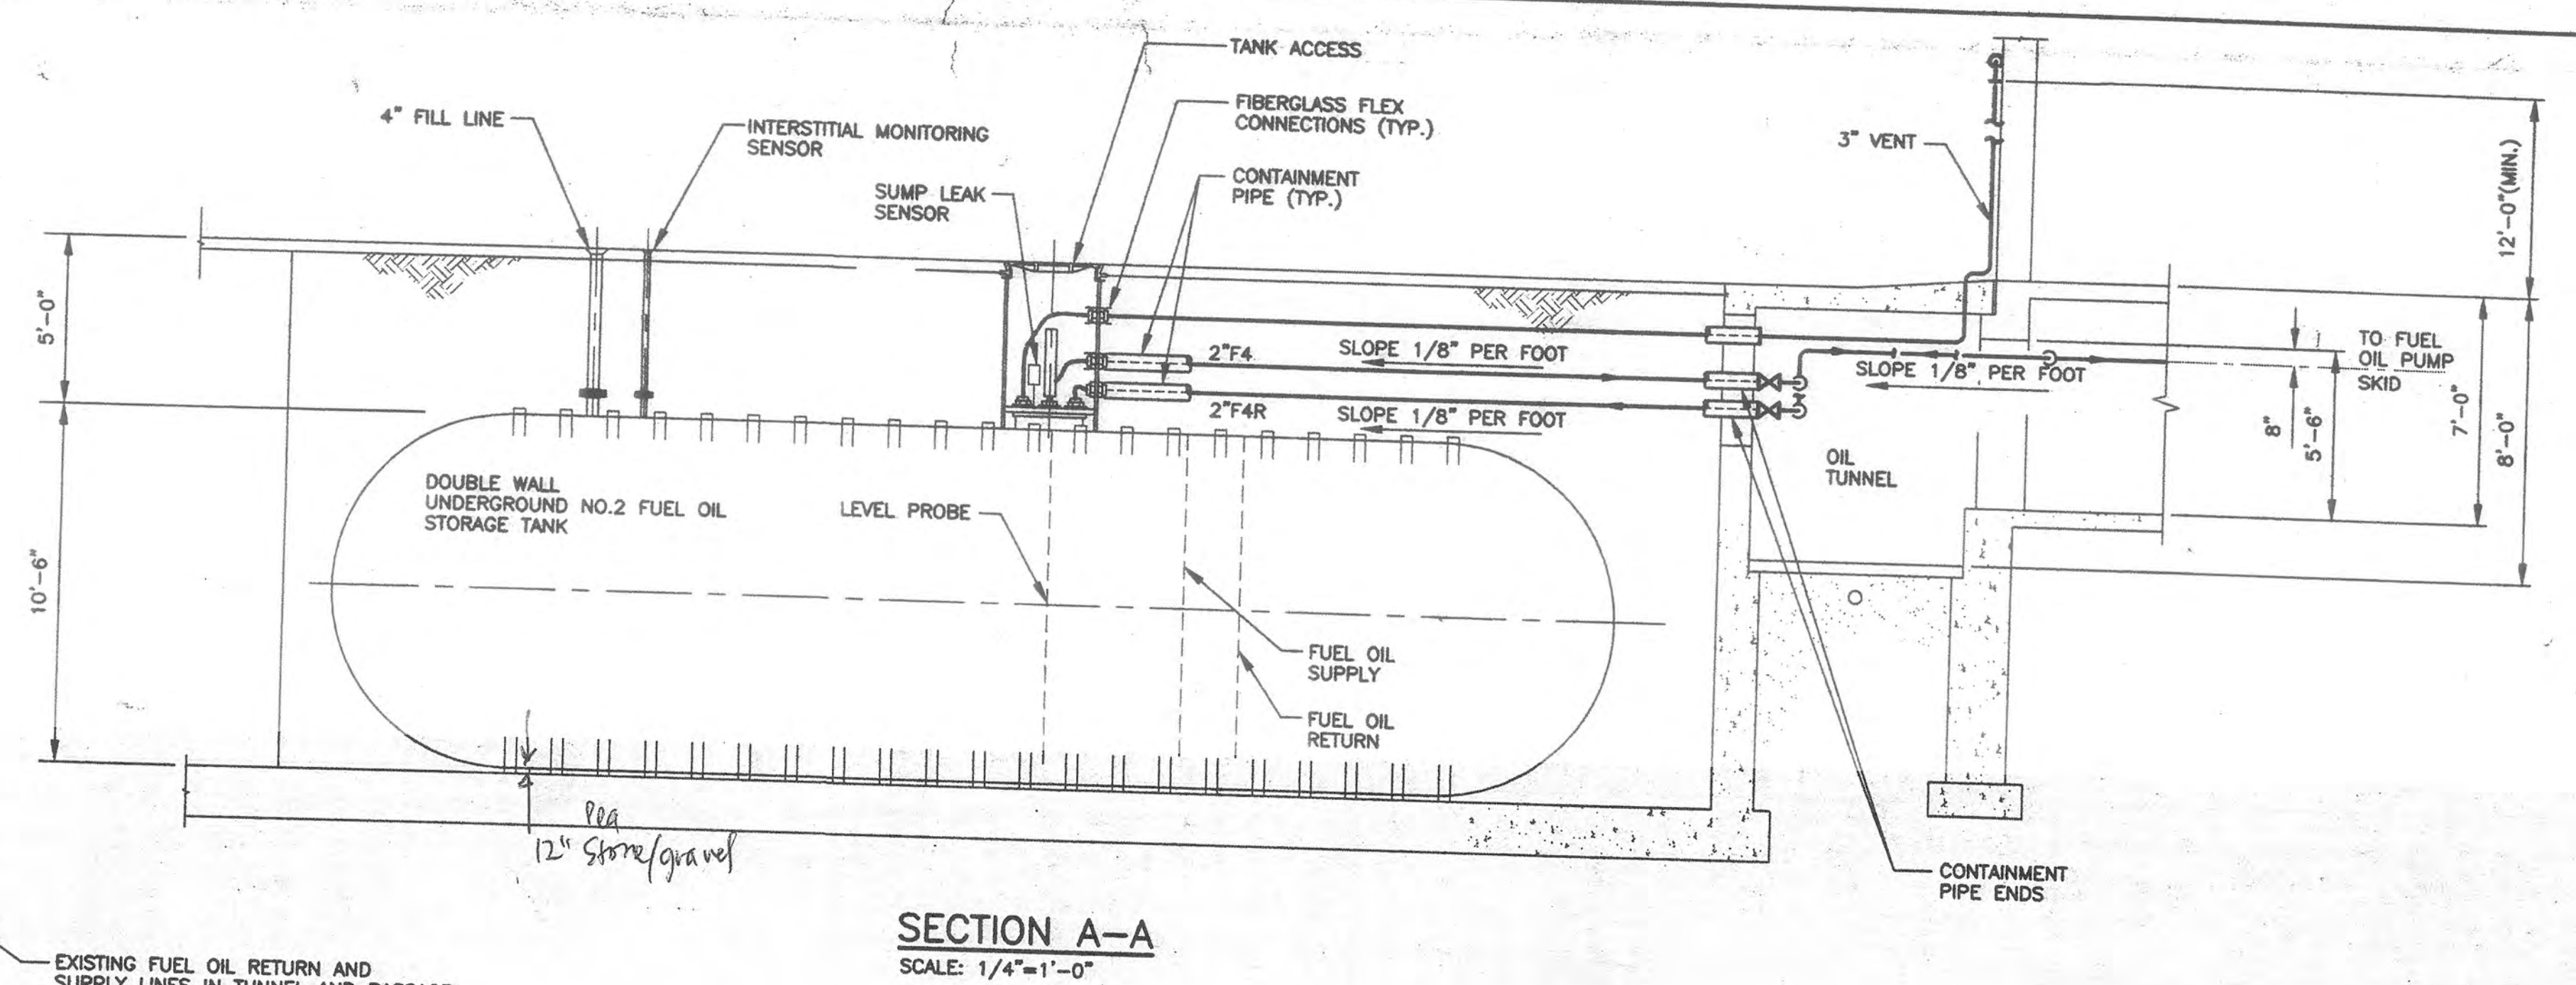 TANK ACCESS
4" FILL LINE
INTERSTITIAL MONITORING
SENSOR
FIBERGLASS FLEX
CONNECTIONS (TYP.)
3" VENT
12'-0"(MIN.)
SUMP LEAK
SENSOR
CONTAINMENT
PIPE (TYP.)
5'-0"
2"F4
SLOPE 1/8" PER FOOT
2"F4R
SLOPE 1/8" PER FOOT
SLOPE 1/8" PER FOOT
TO FUEL
OIL PUMP
SKID
8"
5'-6"
7'-0"
8'-0"
OIL
TUNNEL
DOUBLE WALL
UNDERGROUND NO.2 FUEL OIL
STORAGE TANK
LEVEL PROBE
10'-6"
FUEL OIL
SUPPLY
FUEL OIL
RETURN
Pea
12" Stone/gravel
CONTAINMENT
PIPE ENDS
SECTION A-A
SCALE: 1/4"=1'-0"
EXISTING FUEL OIL RETURN AND
SUPPLY LINES IN TUNNEL AND